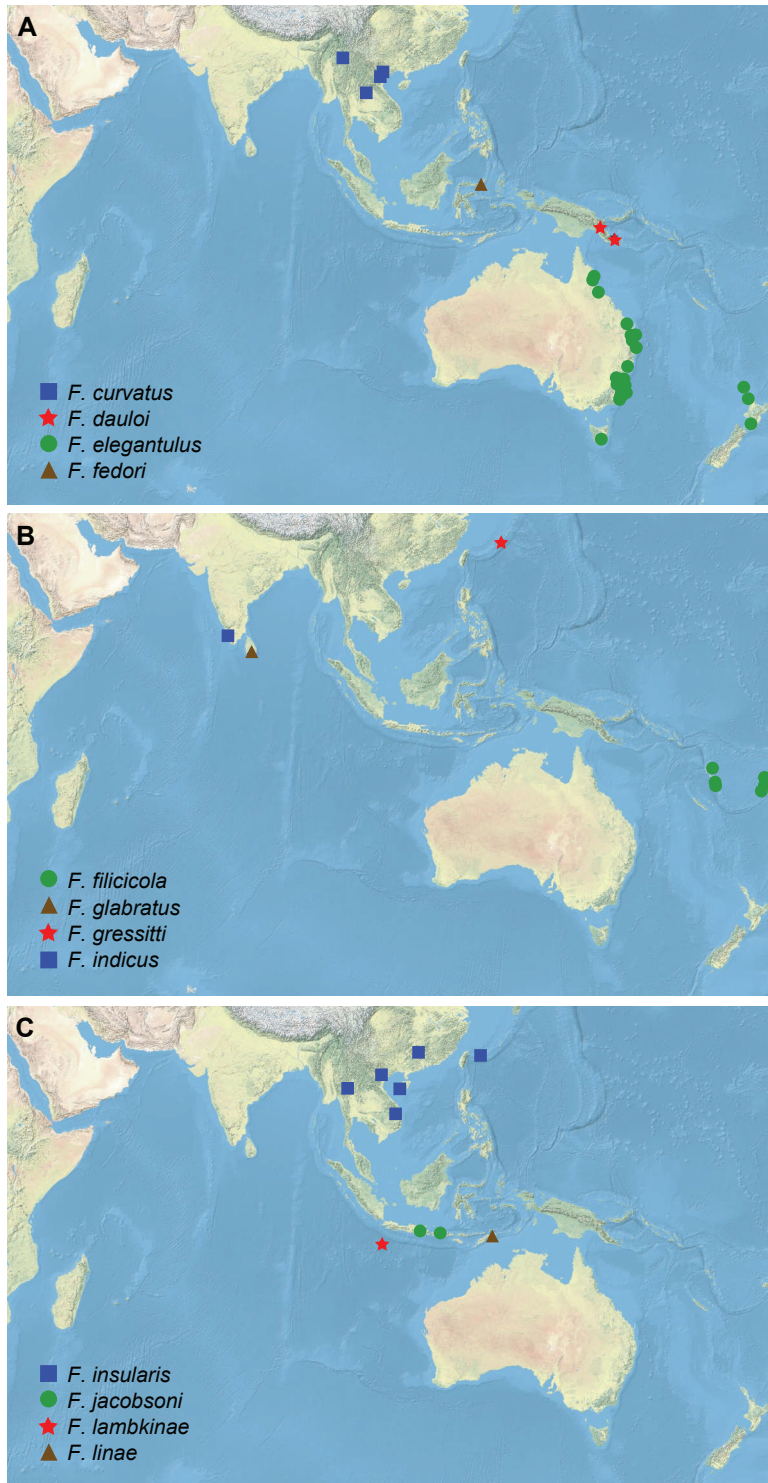 A
F. curvatus
F. dauloi
F. elegantulus
F. fedori
B
F. filicicola
F. glabratus
F. gressitti
F. indicus
C
F. insularis
F. jacobsoni
F. lambkinae
F. linae